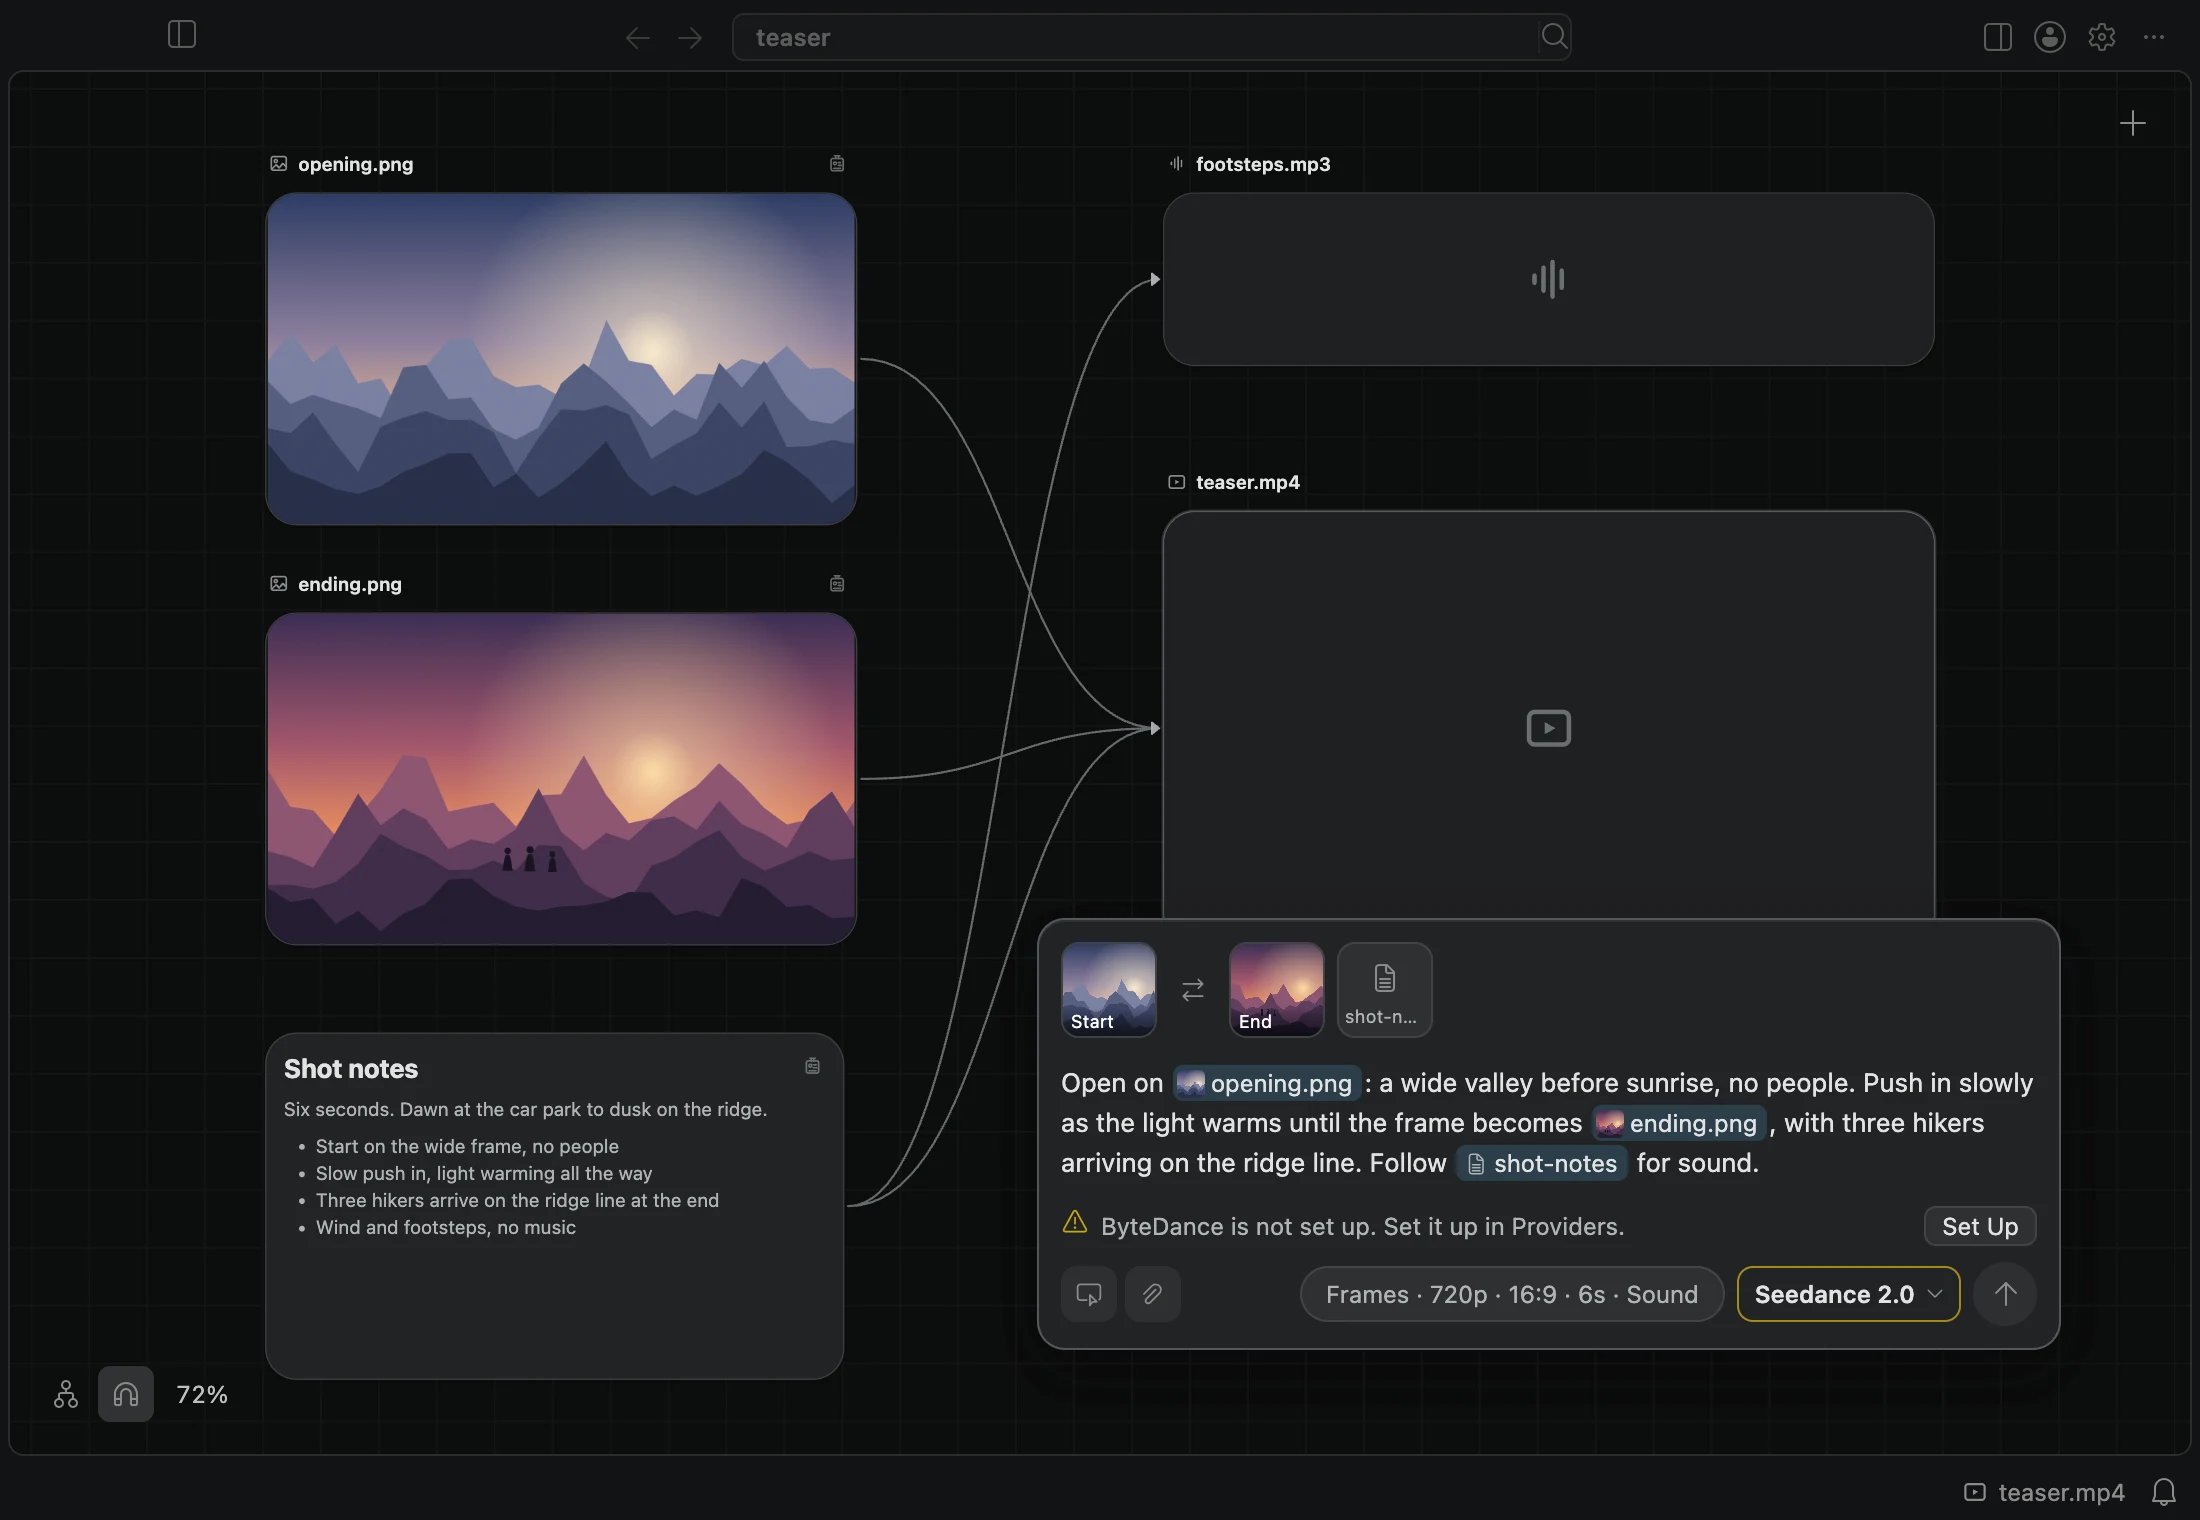 teaser
opening.png
footsteps.mp3
teaser.mp4
ending.png
Shot notes
Six seconds. Dawn at the car park to dusk on the ridge.
• Start on the wide frame, no people
• Slow push in, light warming all the way
• Three hikers arrive on the ridge line at the end
• Wind and footsteps, no music
Start
End
shot-n...
Open on opening.png : a wide valley before sunrise, no people. Push in slowly
as the light warms until the frame becomes ending.png , with three hikers
arriving on the ridge line. Follow shot-notes for sound.
ByteDance is not set up. Set it up in Providers.
Set Up
Frames · 720p · 16:9 · 6s · Sound
Seedance 2.0
72%
teaser.mp4